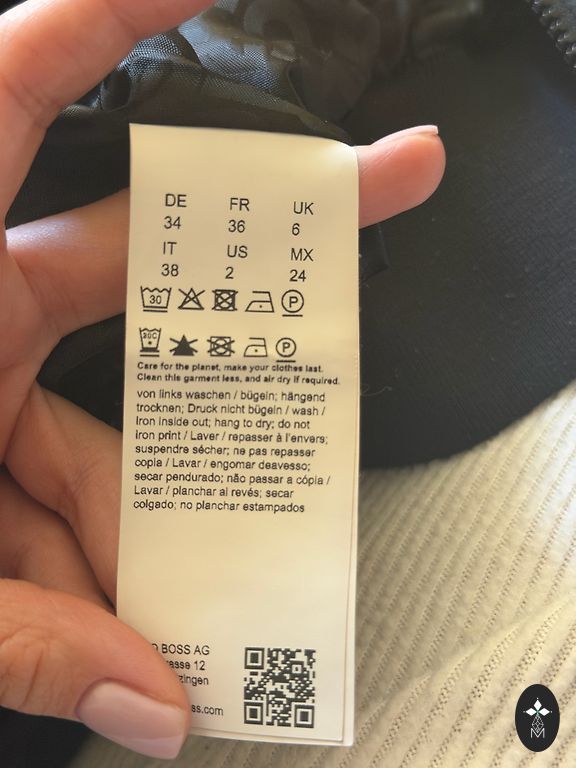 DE FR UK
34 36 6
IT US MX
38 2 24
30 P
30C P
Care for the planet, make your clothes last.
Clean this garment less, and air dry if required.
von links waschen / bügeln; hängend
trocknen; Druck nicht bügeln / wash /
Iron inside out; hang to dry; do not
iron print / Laver / repasser à l'envers;
suspendre sécher; ne pas repasser
copia / Lavar / engomar deavesso;
secar pendurado; não passar a cópia /
Lavar / planchar al revés; secar
colgado; no planchar estampados
BOSS AG
12